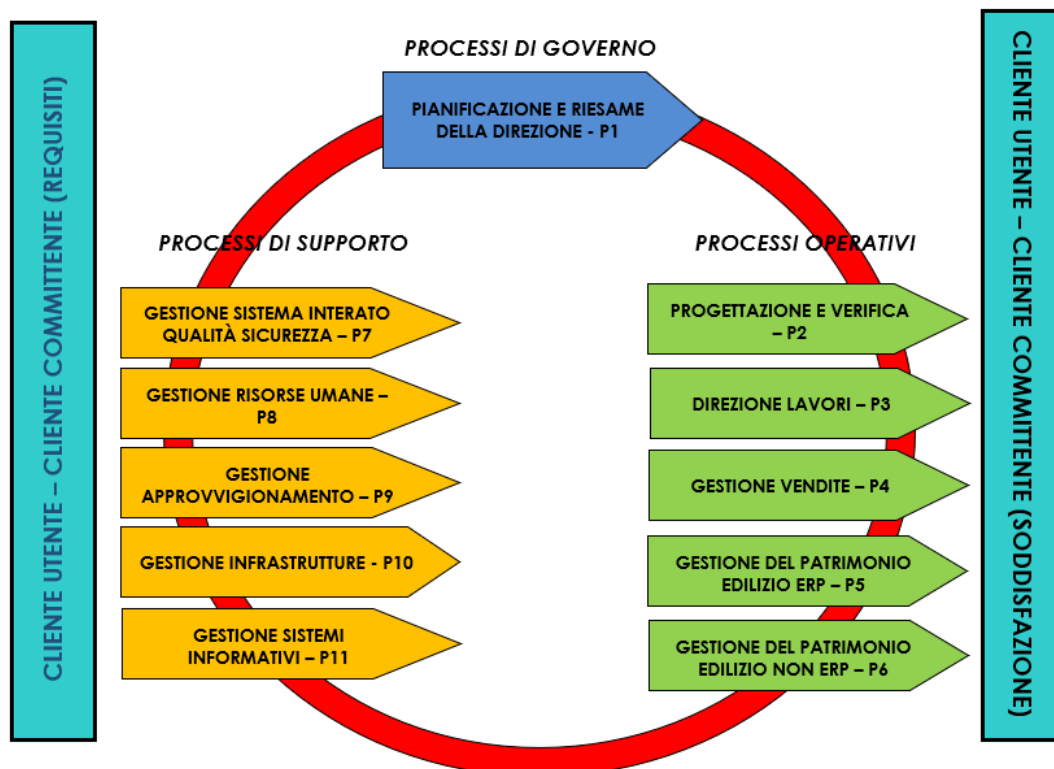 PROCESSI DI GOVERNO
PIANIFICAZIONE E RIESAME
DELLA DIREZIONE - P1
CLIENTE UTENTE – CLIENTE COMMITTENTE (REQUISITI)
PROCESSI DI SUPPORTO
GESTIONE SISTEMA INTERATO
QUALITÀ SICUREZZA – P7
GESTIONE RISORSE UMANE –
P8
GESTIONE
APPROVVIGIONAMENTO – P9
GESTIONE INFRASTRUTTURE - P10
GESTIONE SISTEMI
INFORMATIVI – P11
PROCESSI OPERATIVI
PROGETTAZIONE E VERIFICA
– P2
DIREZIONE LAVORI – P3
GESTIONE VENDITE – P4
GESTIONE DEL PATRIMONIO
EDILIZIO ERP – P5
GESTIONE DEL PATRIMONIO
EDILIZIO NON ERP – P6
CLIENTE UTENTE – CLIENTE COMMITTENTE (SODDISFAZIONE)